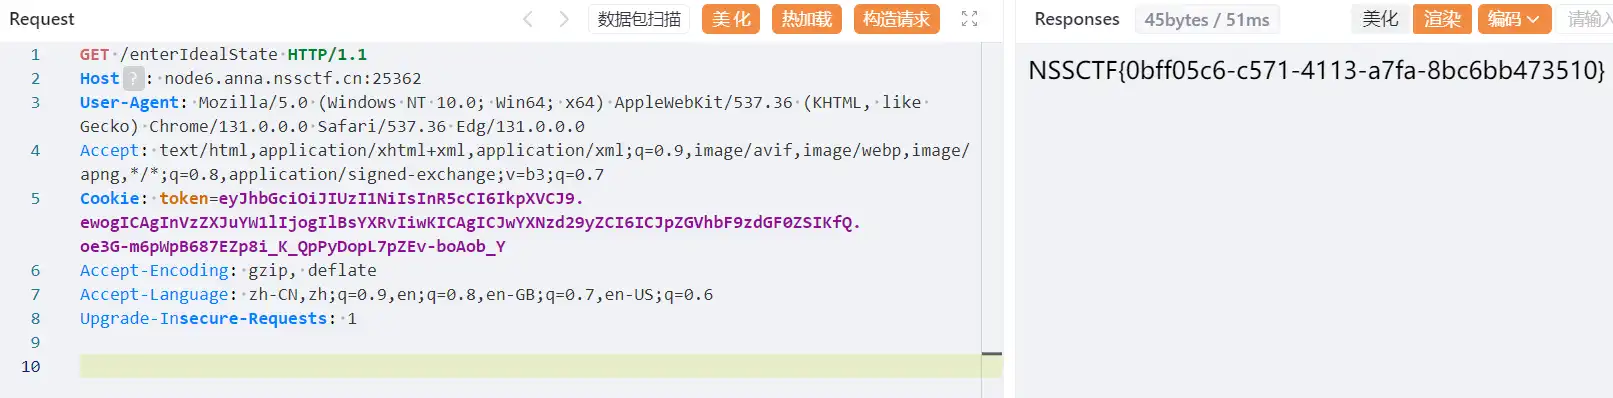 Request
数据包扫描
美化
热加载
构造请求
1 GET /enterIdealState HTTP/1.1
2 Host ? : node6.anna.nssctf.cn:25362
3 User-Agent: Mozilla/5.0 (Windows NT 10.0; Win64; x64) AppleWebKit/537.36 (KHTML, like
Gecko) Chrome/131.0.0.0 Safari/537.36 Edg/131.0.0.0
4 Accept: text/html,application/xhtml+xml,application/xml;q=0.9,image/avif,image/webp,image/
apng,*/*;q=0.8,application/signed-exchange;v=b3;q=0.7
5 Cookie: token=eyJhbGciOiJIUzI1NiIsInR5cCI6IkpXVCJ9.
ewogICAgInVzZXJuYW1lIjogIlBsYXRvIiwKICAgICJwYXNzd29yZCI6ICJpZGVhbF9zdGF0ZSIKfQ.
oe3G-m6pWpB687EZp8i_K_QpPyDopL7pZEv-boAob_Y
6 Accept-Encoding: gzip, deflate
7 Accept-Language: zh-CN,zh;q=0.9,en;q=0.8,en-GB;q=0.7,en-US;q=0.6
8 Upgrade-Insecure-Requests: 1
9
10
Responses
45bytes / 51ms
美化
渲染
编码
请输入
NSSCTF{0bff05c6-c571-4113-a7fa-8bc6bb473510}